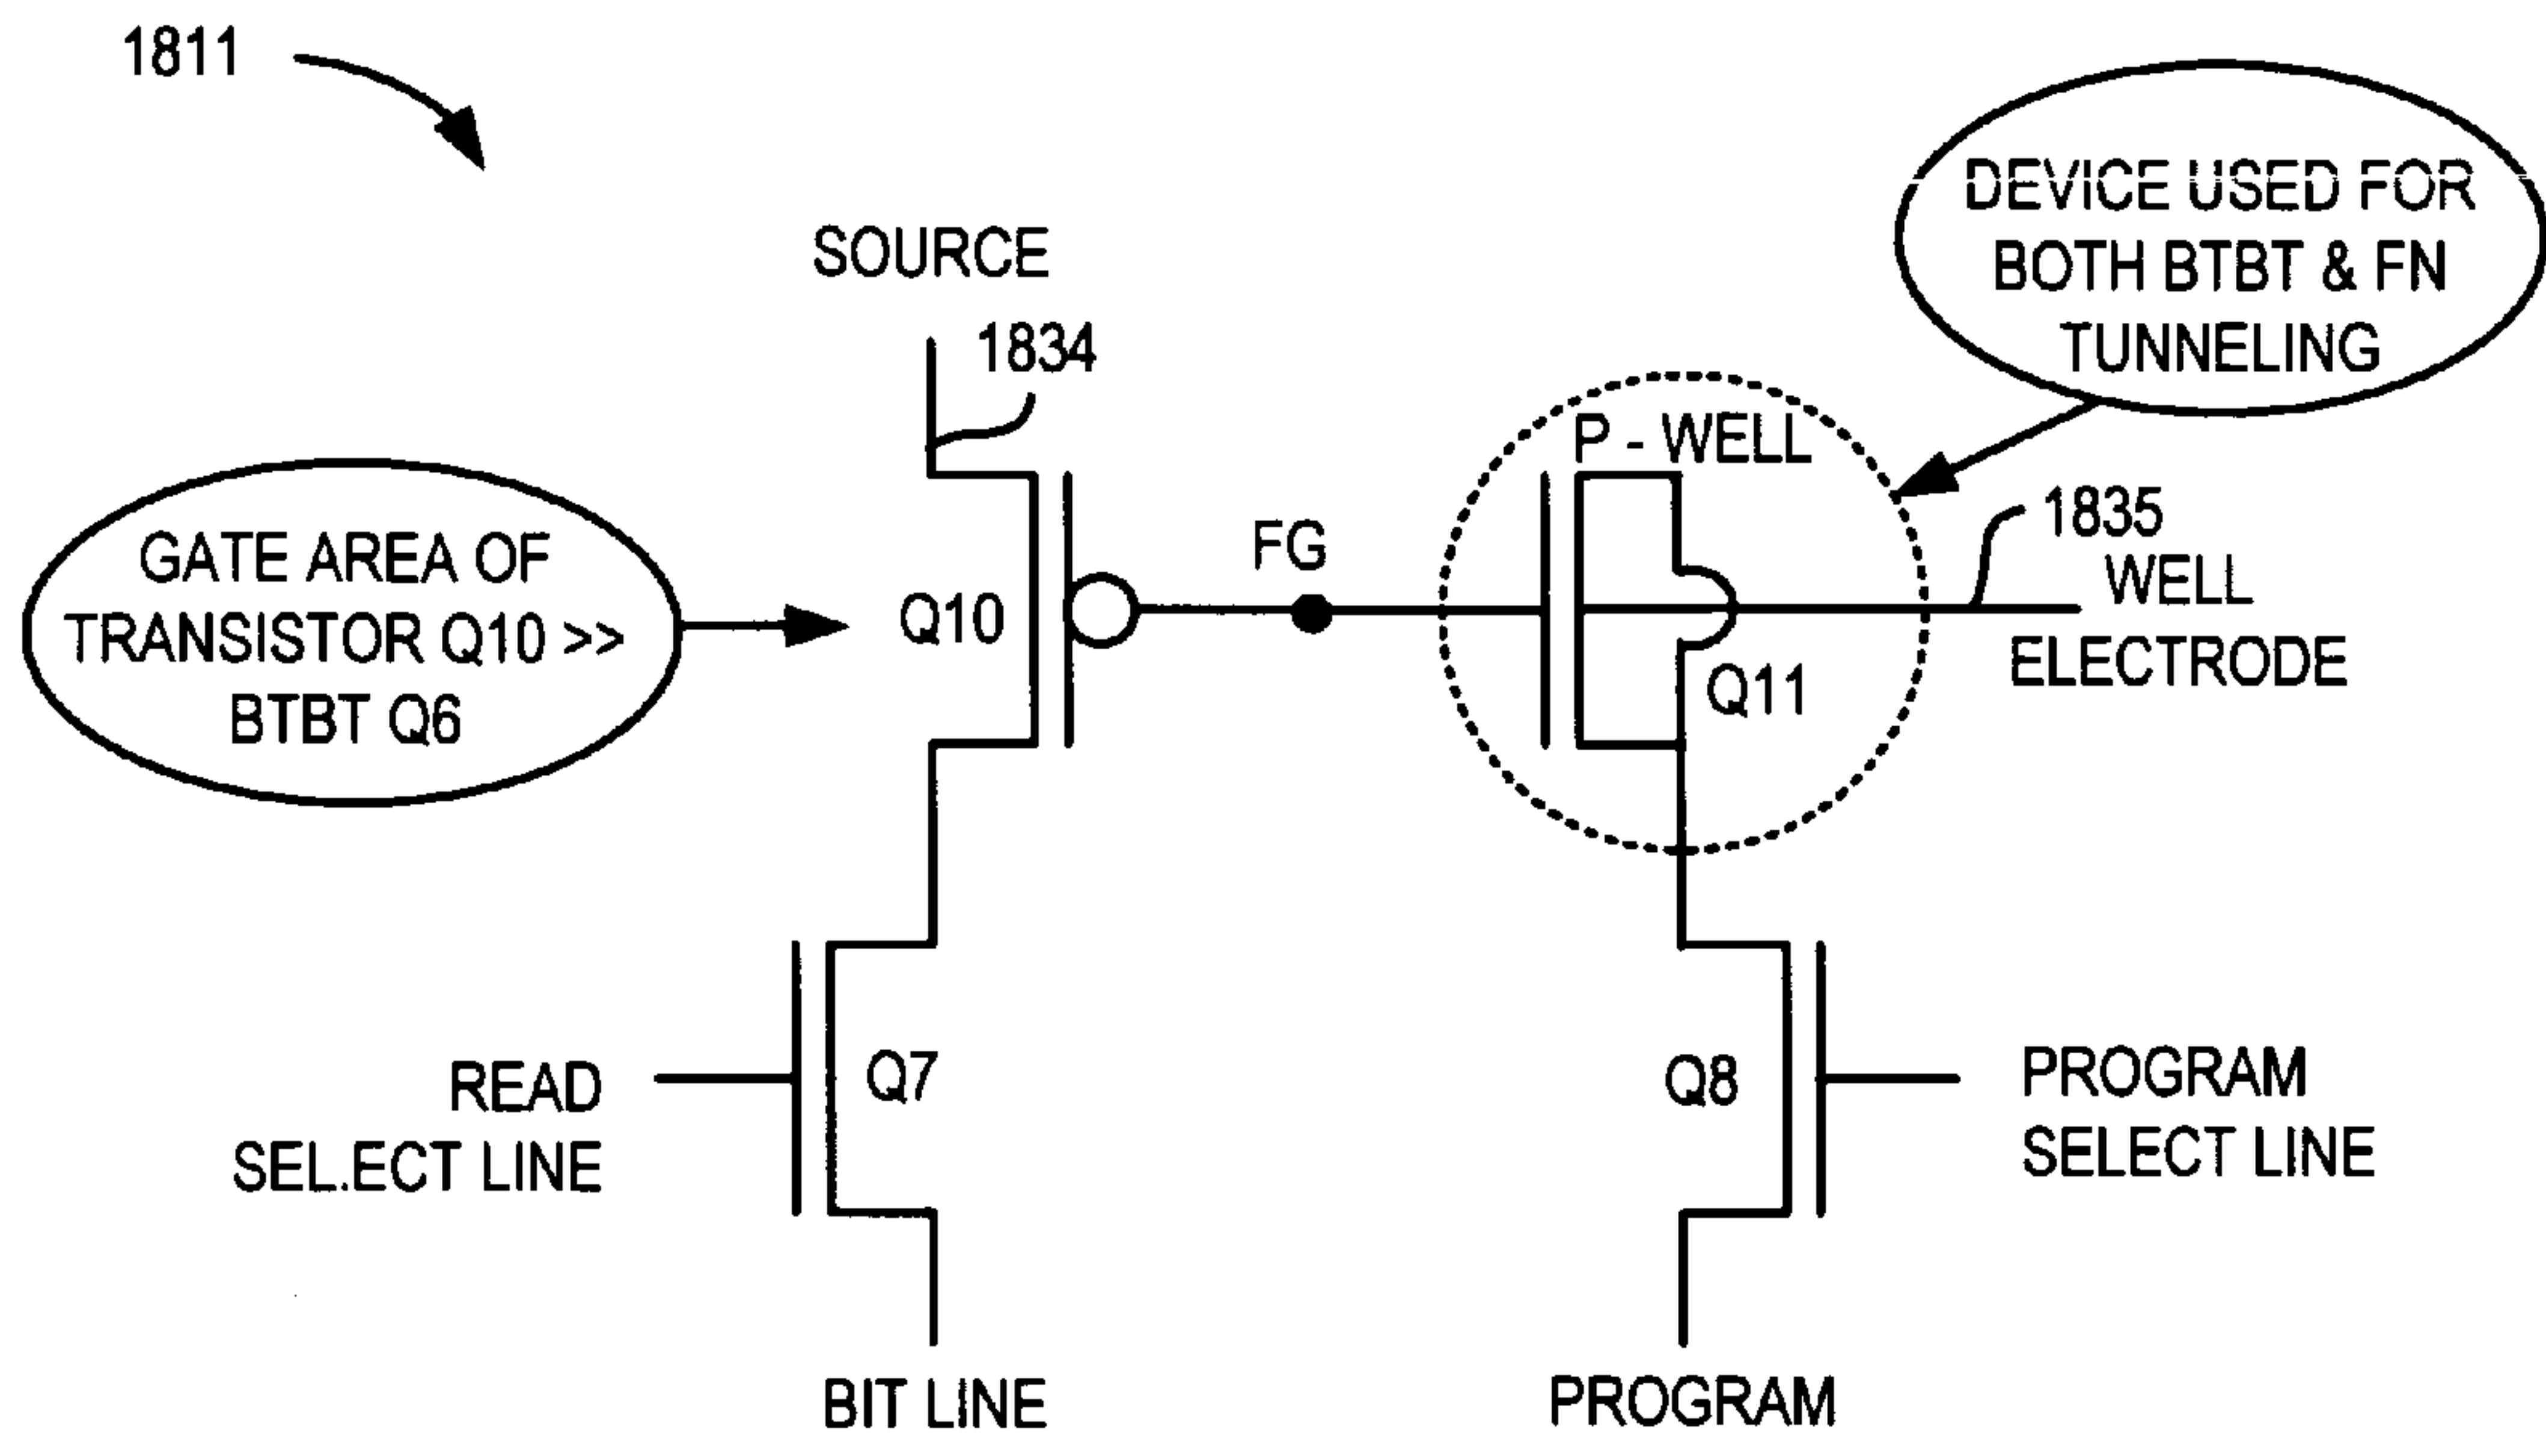 1811
SOURCE
1834
DEVICE USED FOR
BOTH BTBT & FN
TUNNELING
P - WELL
1835
WELL
ELECTRODE
GATE AREA OF
TRANSISTOR Q10 >>
BTBT Q6
Q10
FG
Q11
READ
SEL.ECT LINE
Q7
Q8
PROGRAM
SELECT LINE
BIT LINE
PROGRAM